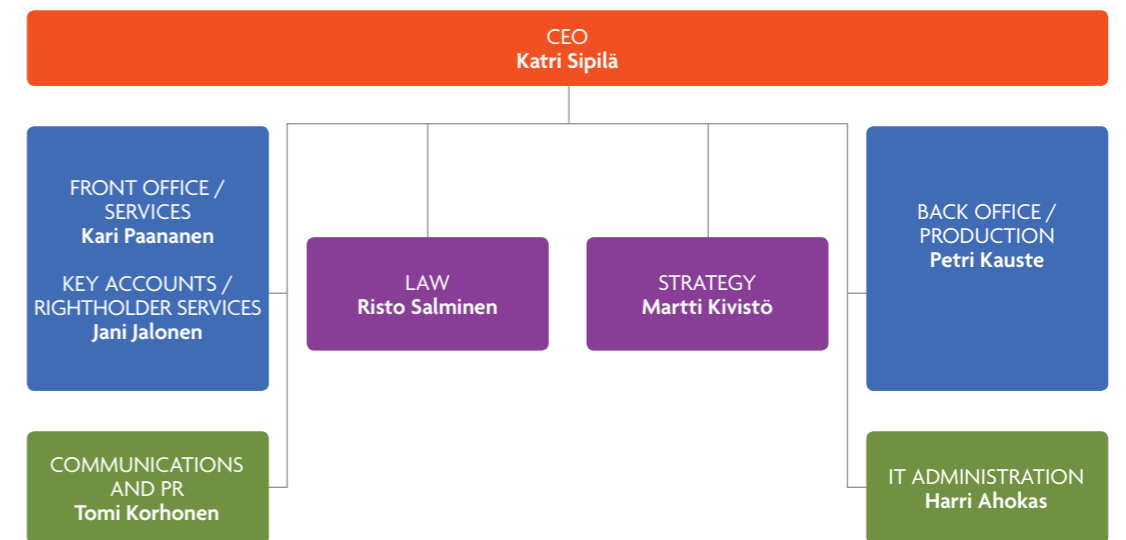 CEO
Katri Sipilä
FRONT OFFICE /
SERVICES
Kari Paananen
KEY ACCOUNTS /
RIGHTHOLDER SERVICES
Jani Jalonen
LAW
Risto Salminen
STRATEGY
Martti Kivistö
BACK OFFICE /
PRODUCTION
Petri Kauste
COMMUNICATIONS
AND PR
Tomi Korhonen
IT ADMINISTRATION
Harri Ahokas